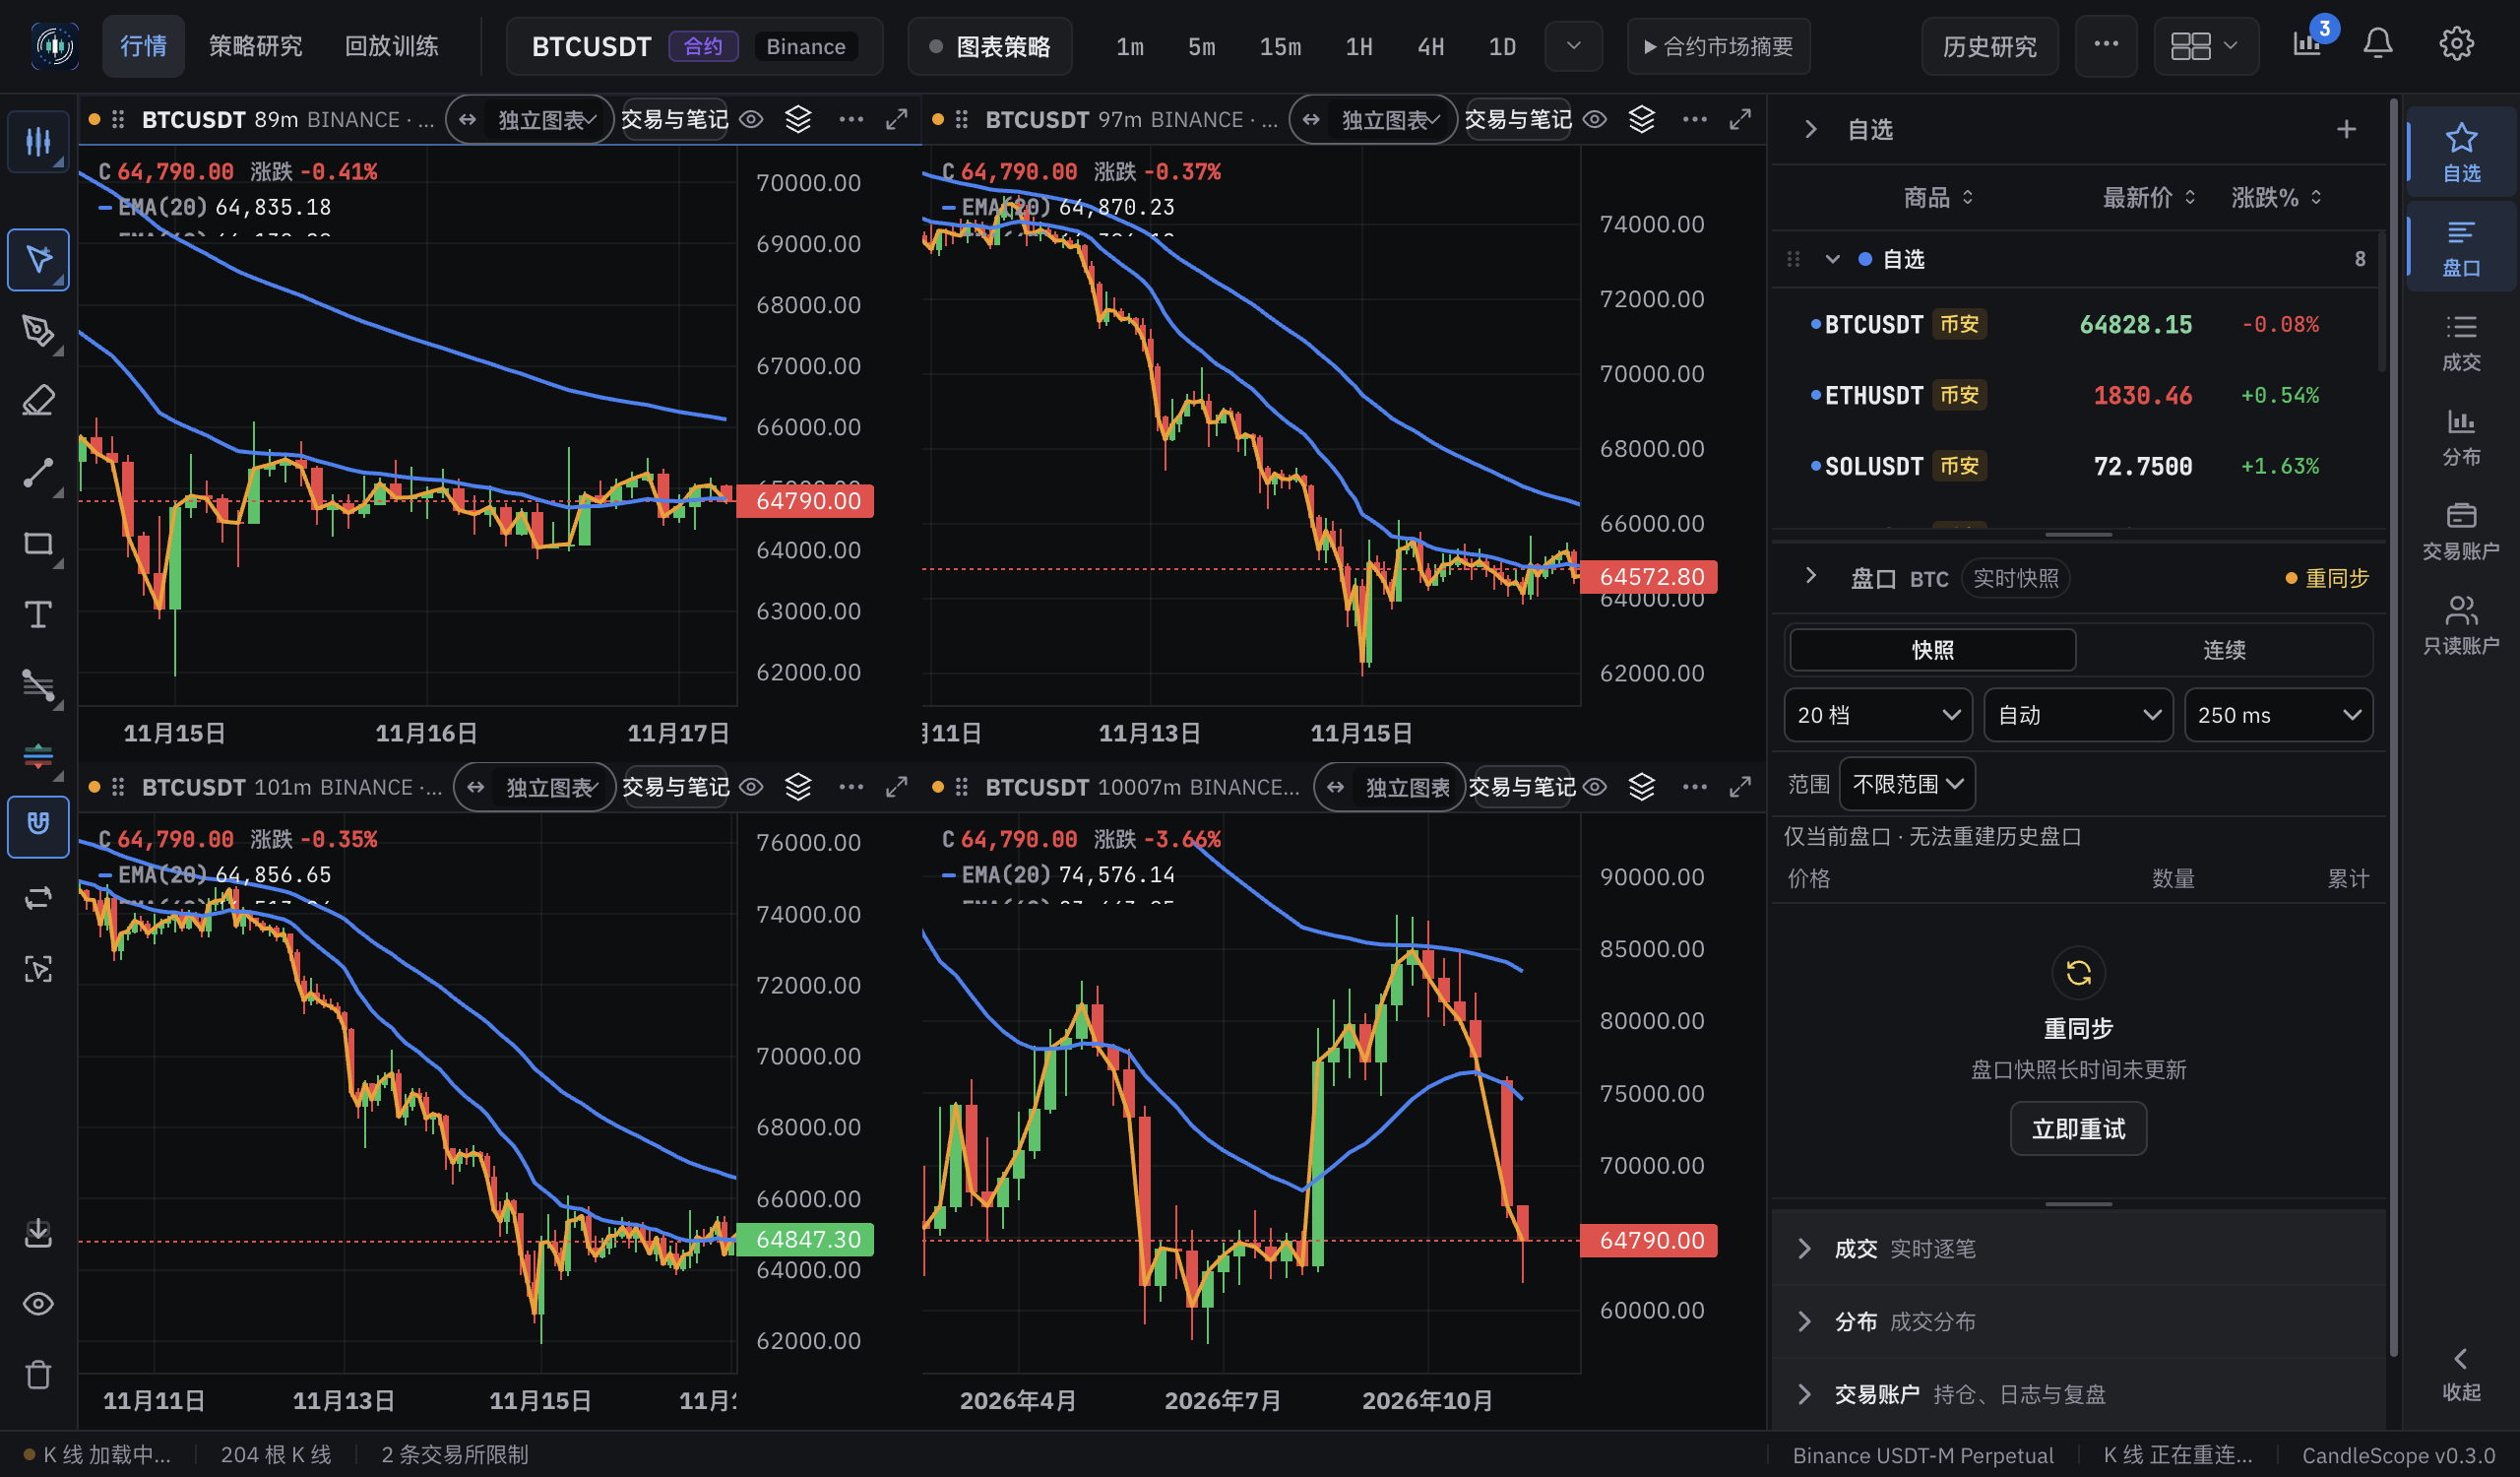 行情 策略研究 回放训练 BTCUSDT 合约 Binance 图表策略 1m 5m 15m 1H 4H 1D ▶合约市场摘要 历史研究 ··· 3
BTCUSDT 89m BINANCE · ... 独立图表 交易与笔记
C 64,790.00 涨跌 -0.41%
EMA(20) 64,835.18
70000.00
69000.00
68000.00
67000.00
66000.00
64790.00
64000.00
63000.00
62000.00
11月15日 11月16日 11月17日
BTCUSDT 97m BINANCE · ... 独立图表 交易与笔记
C 64,790.00 涨跌 -0.37%
EMA(20) 64,870.23
74000.00
72000.00
70000.00
68000.00
66000.00
64572.80
64000.00
62000.00
月11日 11月13日 11月15日
BTCUSDT 101m BINANCE ·... 独立图表 交易与笔记
C 64,790.00 涨跌 -0.35%
EMA(20) 64,856.65
76000.00
74000.00
72000.00
70000.00
68000.00
66000.00
64847.30
64000.00
62000.00
11月11日 11月13日 11月15日 11月1
BTCUSDT 10007m BINANCE... 独立图表 交易与笔记
C 64,790.00 涨跌 -3.66%
EMA(20) 74,576.14
90000.00
85000.00
80000.00
75000.00
70000.00
64790.00
60000.00
2026年4月 2026年7月 2026年10月
自选 +
商品 最新价 涨跌%
自选 8
BTCUSDT 币安 64828.15 -0.08%
ETHUSDT 币安 1830.46 +0.54%
SOLUSDT 币安 72.7500 +1.63%
盘口 BTC 实时快照 重同步
快照 连续
20 档 自动 250 ms
范围 不限范围
仅当前盘口 · 无法重建历史盘口
价格 数量 累计
重同步
盘口快照长时间未更新
立即重试
成交 实时逐笔
分布 成交分布
交易账户 持仓、日志与复盘
自选
盘口
成交
分布
交易账户
只读账户
收起
K 线 加载中... 204 根 K 线 2 条交易所限制 Binance USDT-M Perpetual K 线 正在重连... CandleScope v0.3.0